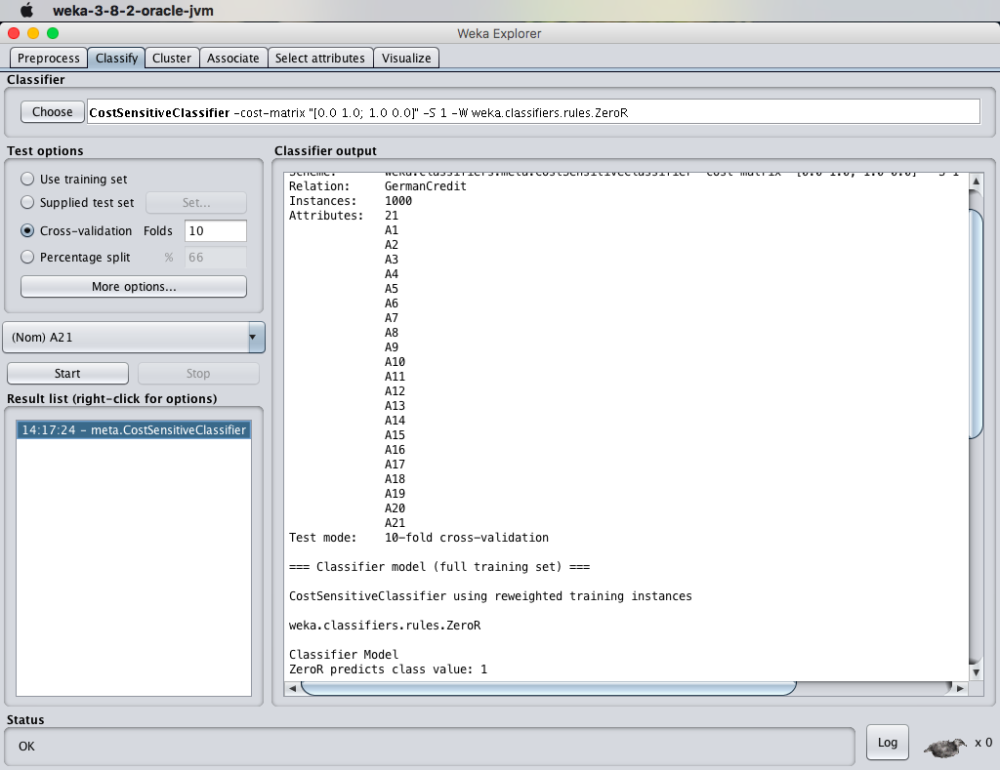 weka-3-8-2-oracle-jvm
Weka Explorer
Preprocess Classify Cluster Associate Select attributes Visualize
Classifier
Choose CostSensitiveClassifier -cost-matrix "[0.0 1.0; 1.0 0.0]" -S 1 -W weka.classifiers.rules.ZeroR
Test options
Use training set
Supplied test set Set...
Cross-validation Folds 10
Percentage split % 66
More options...
(Nom) A21
Start Stop
Result list (right-click for options)
14:17:24 - meta.CostSensitiveClassifier
Classifier output
Scheme: weka.classifiers.meta.CostSensitiveClassifier -cost-matrix "[0.0 1.0; 1.0 0.0]" -S 1
Relation: GermanCredit
Instances: 1000
Attributes: 21
A1
A2
A3
A4
A5
A6
A7
A8
A9
A10
A11
A12
A13
A14
A15
A16
A17
A18
A19
A20
A21
Test mode: 10-fold cross-validation
=== Classifier model (full training set) ===
CostSensitiveClassifier using reweighted training instances
weka.classifiers.rules.ZeroR
Classifier Model
ZeroR predicts class value: 1
Status
OK
Log x 0